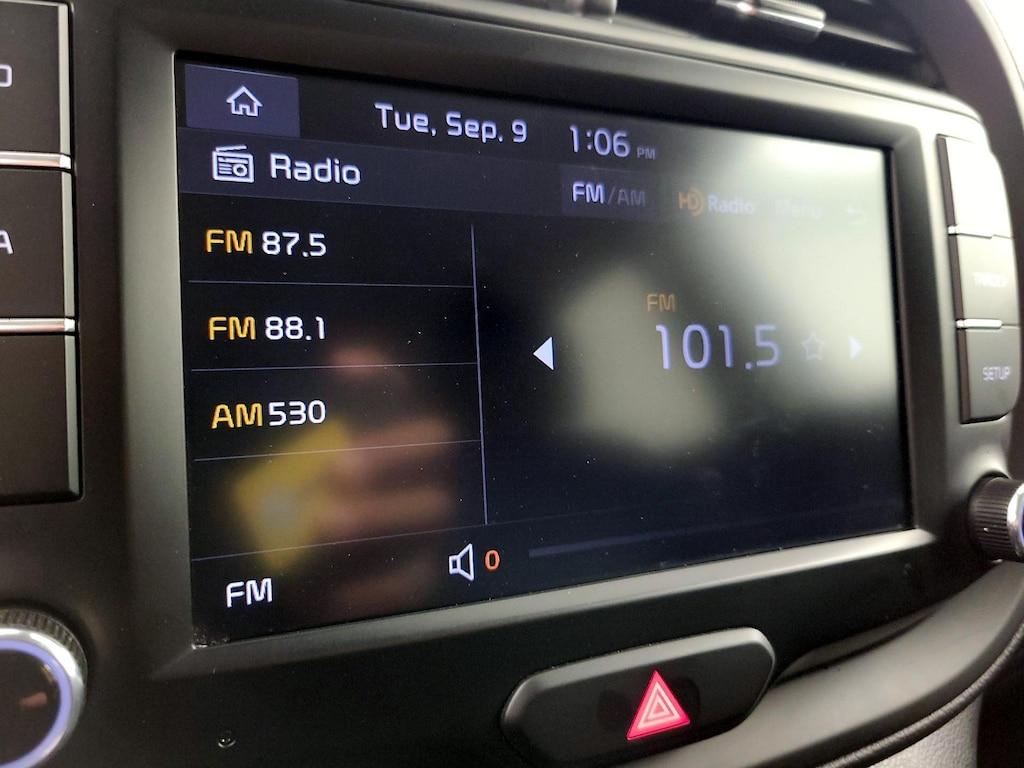 Tue, Sep. 9 1:06 PM
Radio
FM/AM HD Radio Menu
FM 87.5
FM 88.1
AM 530
FM
101.5
FM
0
SETUP